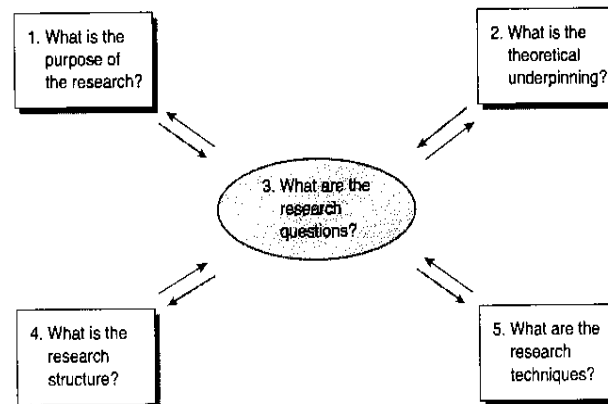 1. What is the
purpose of
the research?
2. What is the
theoretical
underpinning?
3. What are the
research
questions?
4. What is the
research
structure?
5. What are the
research
techniques?